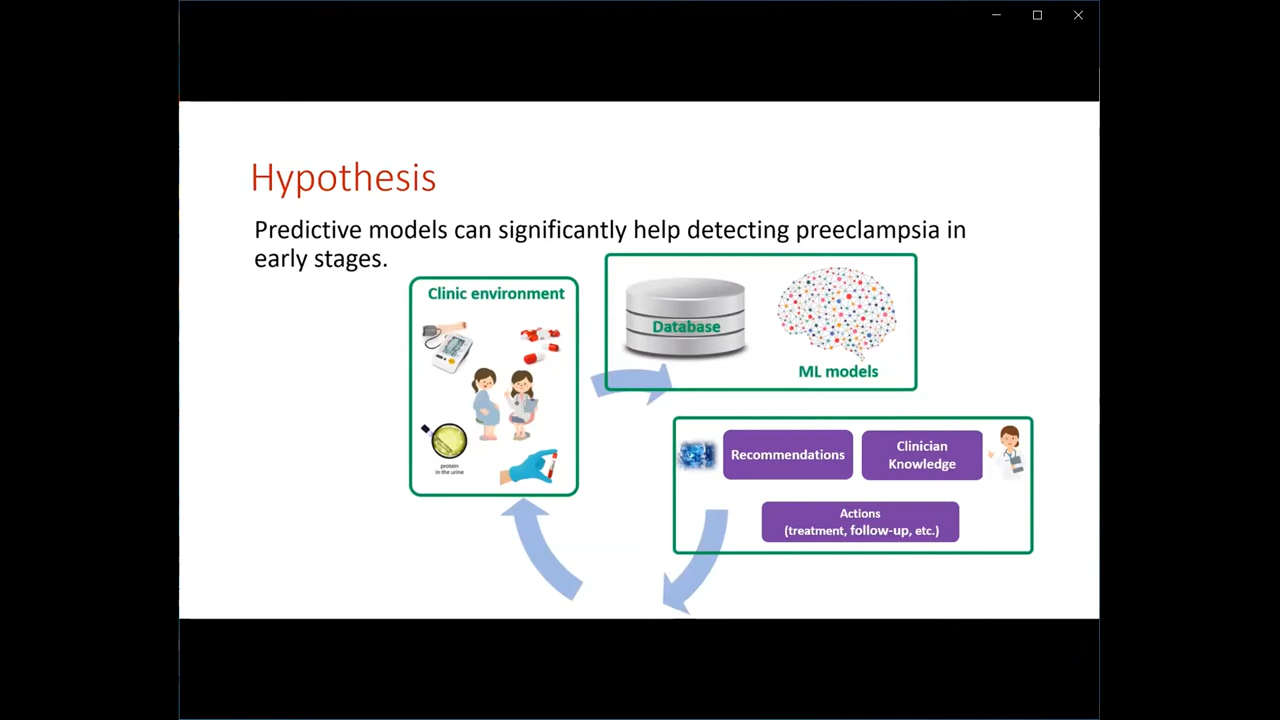 Hypothesis
Predictive models can significantly help detecting preeclampsia in
early stages.
Clinic environment
protein
in the urine
Database
ML models
Recommendations
Clinician
Knowledge
Actions
(treatment, follow-up, etc.)